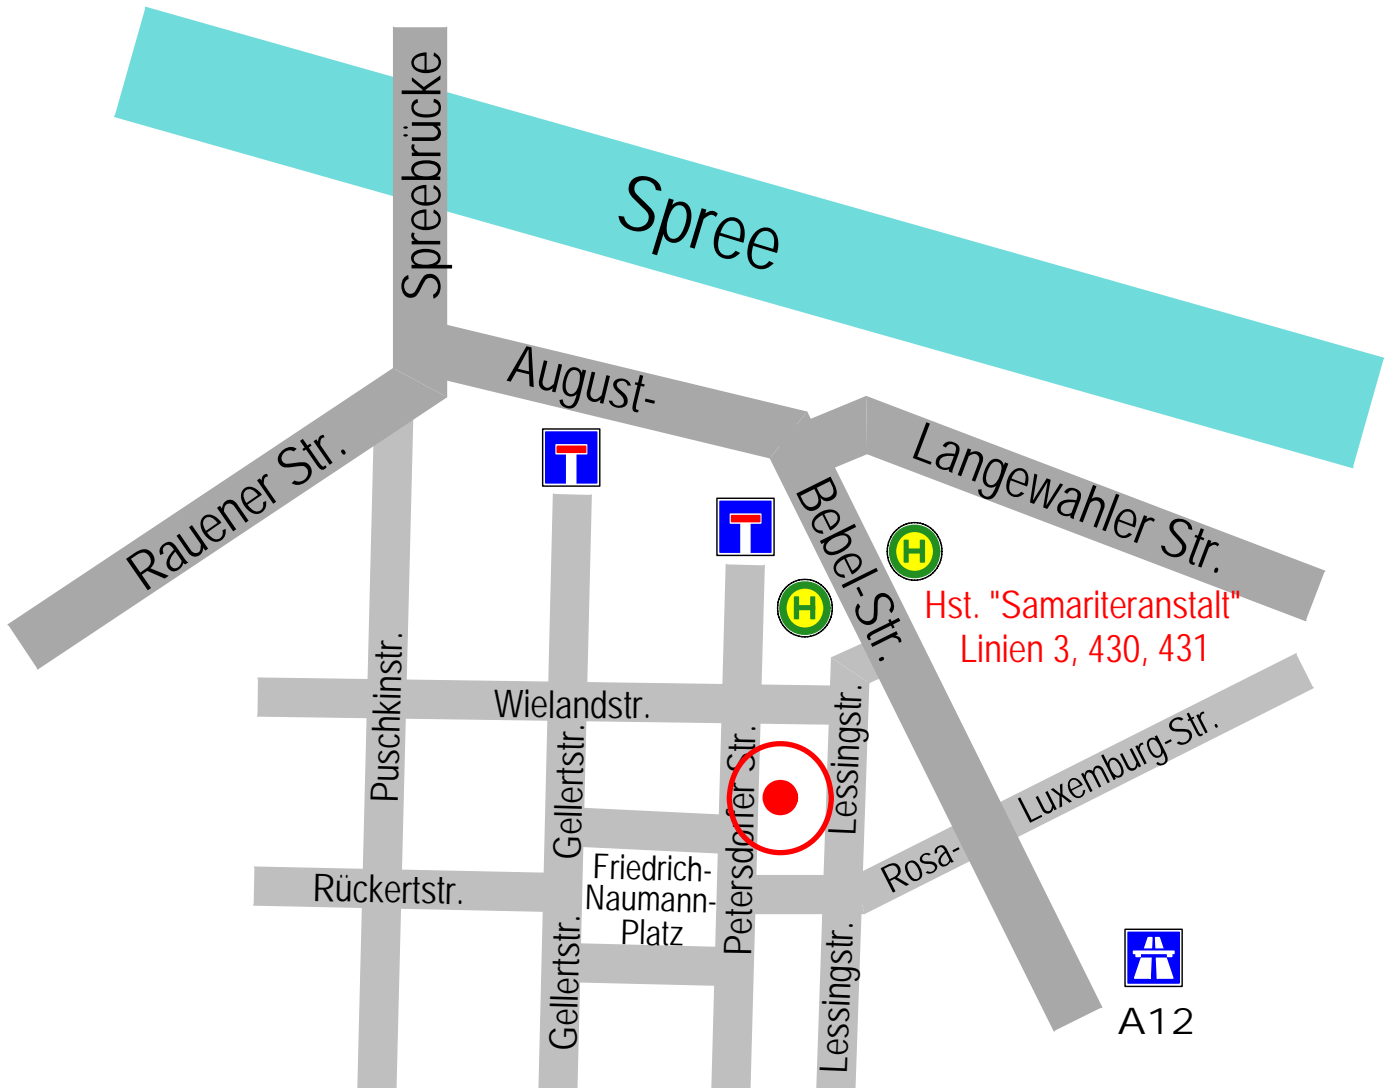 Spreebrücke
Spree
August-
Langewahler Str.
Rauener Str.
Bebel-Str.
H
H
Hst. "Samariteranstalt"
Linien 3, 430, 431
Puschkinstr.
Wielandstr.
Gellertstr.
Petersdorfer Str.
Lessingstr.
Luxemburg-Str.
Rosa-
Friedrich-
Naumann-
Platz
Rückertstr.
Gellertstr.
Lessingstr.
A12